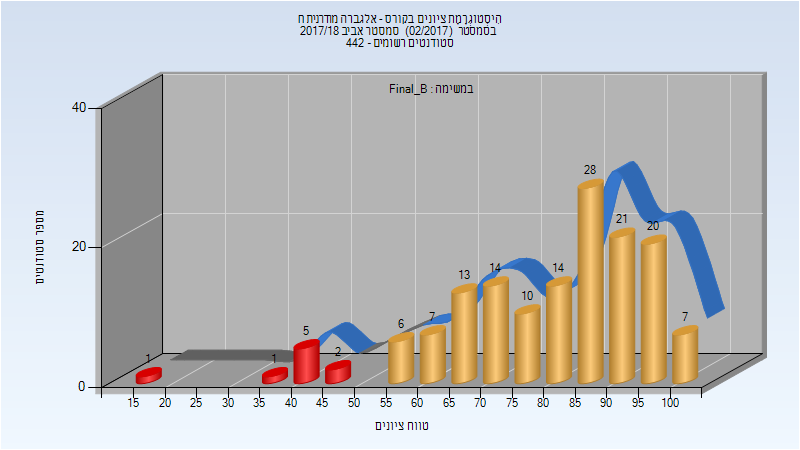 היסטוגרמת ציונים בקורס - אלגברה מודרנית ח
בסמסטר (02/2017) סמסטר אביב 2017/18
סטודנטים רשומים - 442
במשימה : Final_B
מספר סטודנטים
40
20
0
1
1
5
2
6
7
13
14
10
14
28
21
20
7
15 20 25 30 35 40 45 50 55 60 65 70 75 80 85 90 95 100
טווח ציונים